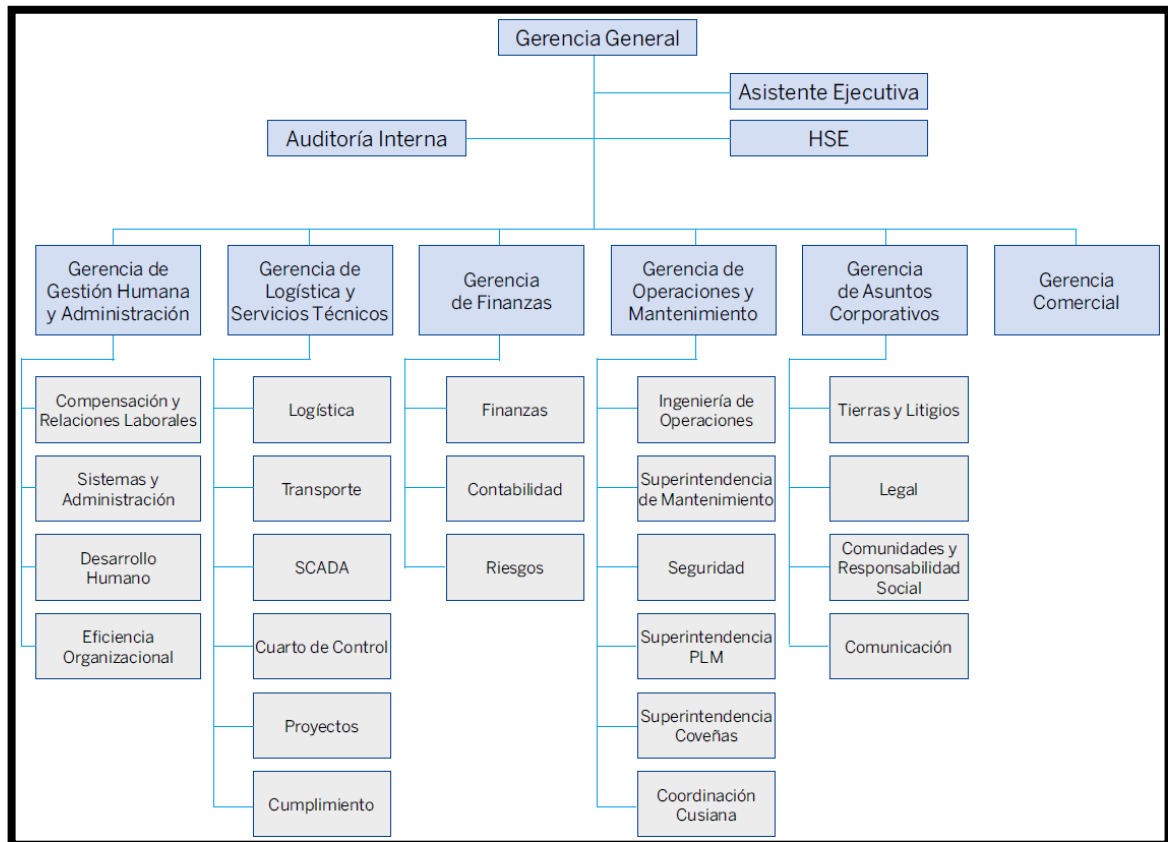 Gerencia General
Asistente Ejecutiva
Auditoría Interna
HSE
Gerencia de
Gestión Humana
y Administración
Gerencia de
Logística y
Servicios Técnicos
Gerencia
de Finanzas
Gerencia de
Operaciones y
Mantenimiento
Gerencia
de Asuntos
Corporativos
Gerencia
Comercial
Compensación y
Relaciones Laborales
Sistemas y
Administración
Desarrollo
Humano
Eficiencia
Organizacional
Logística
Transporte
SCADA
Cuarto de Control
Proyectos
Cumplimiento
Finanzas
Contabilidad
Riesgos
Ingeniería de
Operaciones
Superintendencia
de Mantenimiento
Seguridad
Superintendencia
PLM
Superintendencia
Coveñas
Coordinación
Cusiana
Tierras y Litigios
Legal
Comunidades y
Responsabilidad
Social
Comunicación